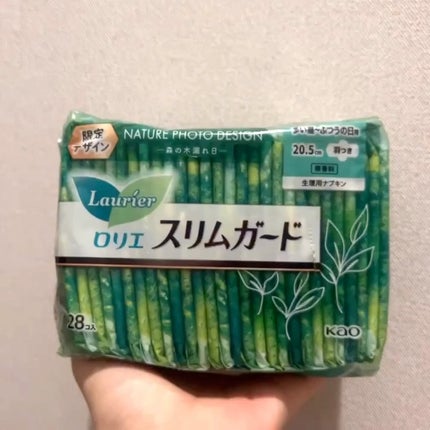 限定
デザイン
NATURE PHOTO DESIGN
—森の木漏れ日—
多い昼~ふつうの日用
20.5cm 羽つき
無香料
生理用ナプキン
Laurier
ロリエ スリムガード
28コ入
Kao